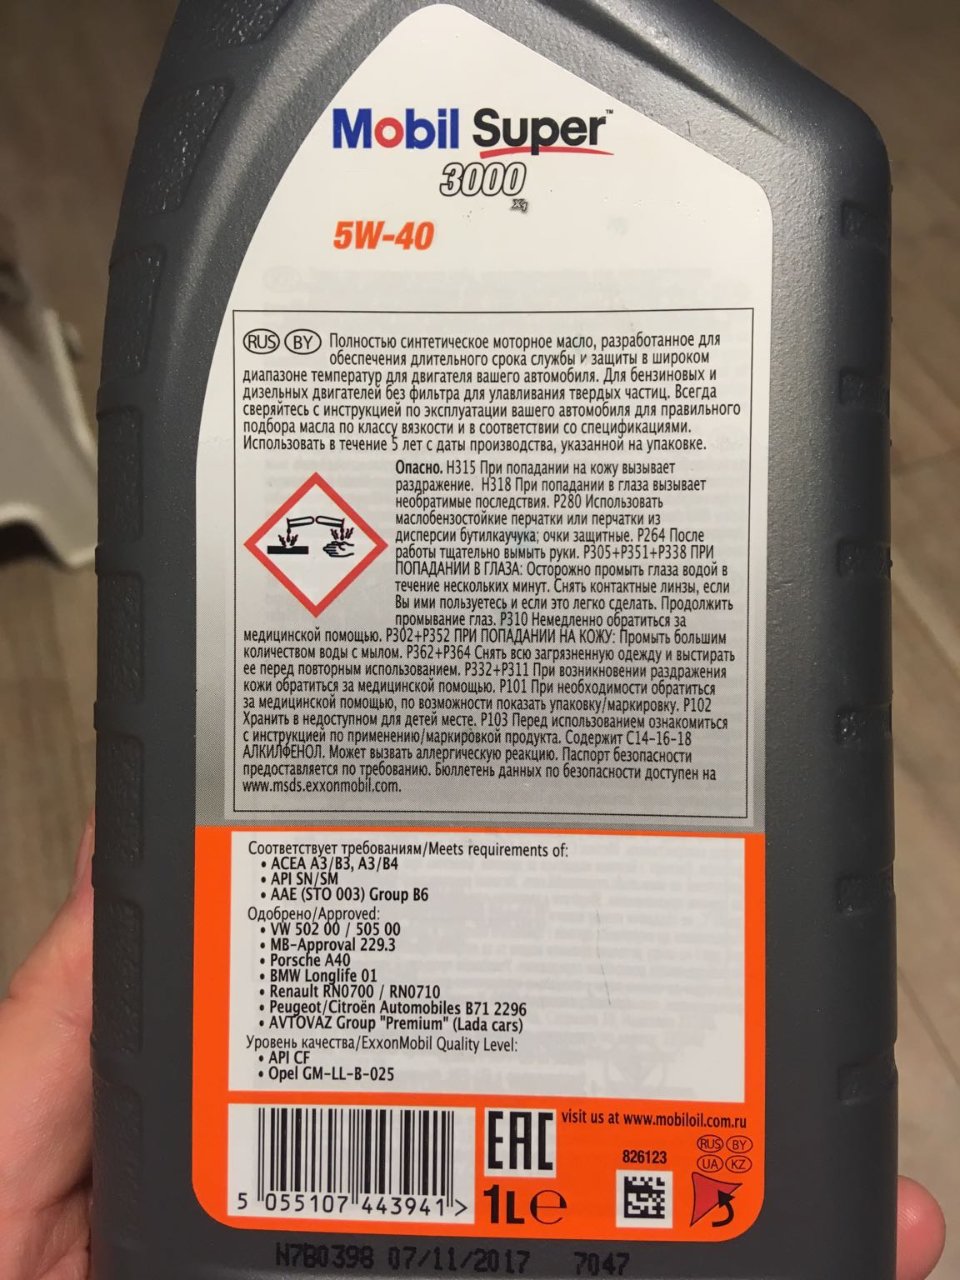 Mobil Super™
3000
X1
5W-40
RUS BY Полностью синтетическое моторное масло, разработанное для
обеспечения длительного срока службы и защиты в широком
диапазоне температур для двигателя вашего автомобиля. Для бензиновых и
дизельных двигателей без фильтра для улавливания твердых частиц. Всегда
сверяйтесь с инструкцией по эксплуатации вашего автомобиля для правильного
подбора масла по классу вязкости и в соответствии со спецификациями.
Использовать в течение 5 лет с даты производства, указанной на упаковке.
Опасно. H315 При попадании на кожу вызывает
раздражение. H318 При попадании в глаза вызывает
необратимые последствия. P280 Использовать
маслобензостойкие перчатки или перчатки из
дисперсии бутилкаучука; очки защитные. P264 После
работы тщательно вымыть руки. P305+P351+P338 ПРИ
ПОПАДАНИИ В ГЛАЗА: Осторожно промыть глаза водой в
течение нескольких минут. Снять контактные линзы, если
Вы ими пользуетесь и если это легко сделать. Продолжить
промывание глаз. P310 Немедленно обратиться за
медицинской помощью. P302+P352 ПРИ ПОПАДАНИИ НА КОЖУ: Промыть большим
количеством воды с мылом. P362+P364 Снять всю загрязненную одежду и выстирать
ее перед повторным использованием. P332+P311 При возникновении раздражения
кожи обратиться за медицинской помощью. P101 При необходимости обратиться
за медицинской помощью, по возможности показать упаковку/маркировку. P102
Хранить в недоступном для детей месте. P103 Перед использованием ознакомиться
с инструкцией по применению/маркировкой продукта. Содержит C14-16-18
АЛКИЛФЕНОЛ. Может вызвать аллергическую реакцию. Паспорт безопасности
предоставляется по требованию. Бюллетень данных по безопасности доступен на
www.msds.exxonmobil.com.
Соответствует требованиям/Meets requirements of:
• ACEA A3/B3, A3/B4
• API SN/SM
• AAE (STO 003) Group B6
Одобрено/Approved:
• VW 502 00 / 505 00
• MB-Approval 229.3
• Porsche A40
• BMW Longlife 01
• Renault RN0700 / RN0710
• Peugeot/Citroën Automobiles B71 2296
• AVTOVAZ Group "Premium" (Lada cars)
Уровень качества/ExxonMobil Quality Level:
• API CF
• Opel GM-LL-B-025
visit us at www.mobiloil.com.ru
EAC
RUS BY
826123
UA KZ
5 055107 443941 >
1L ℮
N7B0398 07/11/2017 7047